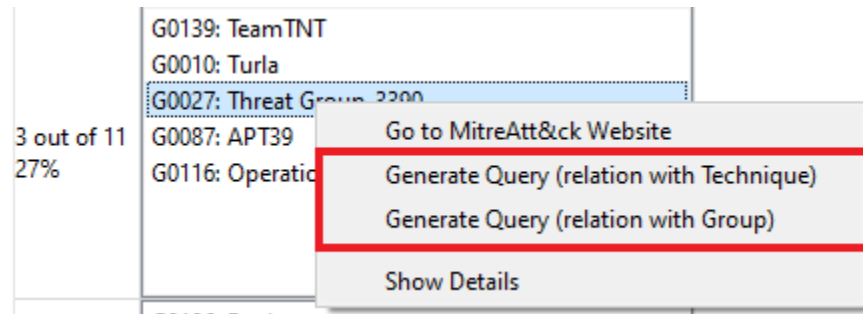 G0139: TeamTNT
G0010: Turla
G0027: Threat Group-3390
3 out of 11
27%
G0087: APT39
G0116: Operatic
Go to MitreAtt&ck Website
Generate Query (relation with Technique)
Generate Query (relation with Group)
Show Details